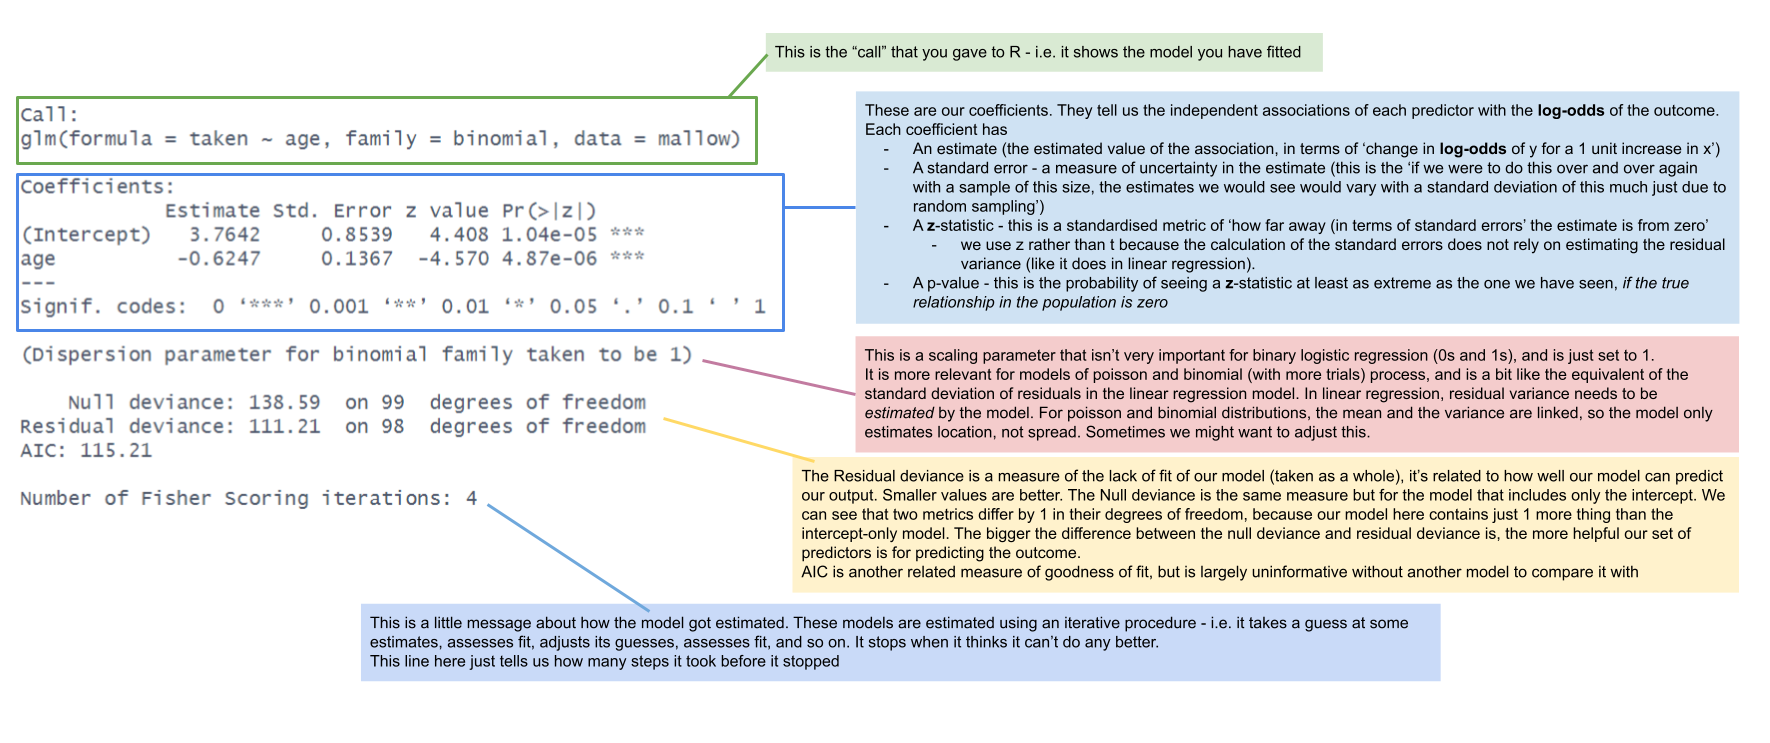 This is the “call” that you gave to R - i.e. it shows the model you have fitted
Call:
glm(formula = taken ~ age, family = binomial, data = mallow)
Coefficients:
Estimate Std. Error z value Pr(>|z|)
(Intercept) 3.7642 0.8539 4.408 1.04e-05 ***
age -0.6247 0.1367 -4.570 4.87e-06 ***
---
Signif. codes: 0 ‘***’ 0.001 ‘**’ 0.01 ‘*’ 0.05 ‘.’ 0.1 ‘ ’ 1
These are our coefficients. They tell us the independent associations of each predictor with the log-odds of the outcome.
Each coefficient has
- An estimate (the estimated value of the association, in terms of ‘change in log-odds of y for a 1 unit increase in x’)
- A standard error - a measure of uncertainty in the estimate (this is the ‘if we were to do this over and over again
with a sample of this size, the estimates we would see would vary with a standard deviation of this much just due to
random sampling’)
- A z-statistic - this is a standardised metric of ‘how far away (in terms of standard errors’ the estimate is from zero’
- we use z rather than t because the calculation of the standard errors does not rely on estimating the residual
variance (like it does in linear regression).
- A p-value - this is the probability of seeing a z-statistic at least as extreme as the one we have seen, if the true
relationship in the population is zero
(Dispersion parameter for binomial family taken to be 1)
This is a scaling parameter that isn’t very important for binary logistic regression (0s and 1s), and is just set to 1.
It is more relevant for models of poisson and binomial (with more trials) process, and is a bit like the equivalent of the
standard deviation of residuals in the linear regression model. In linear regression, residual variance needs to be
estimated by the model. For poisson and binomial distributions, the mean and the variance are linked, so the model only
estimates location, not spread. Sometimes we might want to adjust this.
Null deviance: 138.59 on 99 degrees of freedom
Residual deviance: 111.21 on 98 degrees of freedom
AIC: 115.21
The Residual deviance is a measure of the lack of fit of our model (taken as a whole), it’s related to how well our model can predict
our output. Smaller values are better. The Null deviance is the same measure but for the model that includes only the intercept. We
can see that two metrics differ by 1 in their degrees of freedom, because our model here contains just 1 more thing than the
intercept-only model. The bigger the difference between the null deviance and residual deviance is, the more helpful our set of
predictors is for predicting the outcome.
AIC is another related measure of goodness of fit, but is largely uninformative without another model to compare it with
Number of Fisher Scoring iterations: 4
This is a little message about how the model got estimated. These models are estimated using an iterative procedure - i.e. it takes a guess at some
estimates, assesses fit, adjusts its guesses, assesses fit, and so on. It stops when it thinks it can’t do any better.
This line here just tells us how many steps it took before it stopped